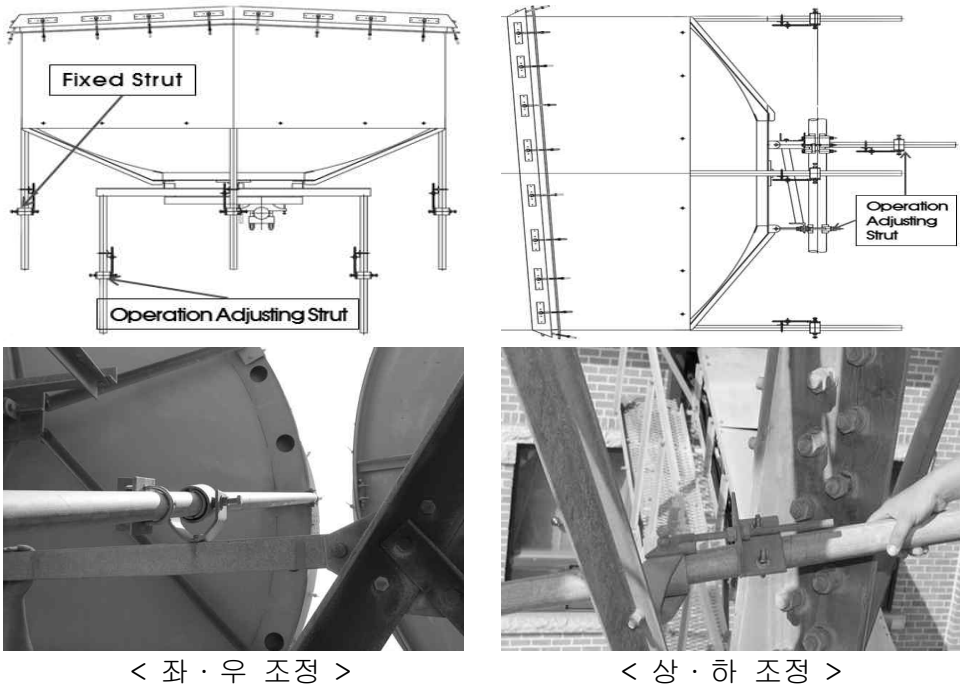 Fixed Strut
Operation Adjusting Strut
Operation
Adjusting
Strut
< 좌 · 우 조정 >
< 상 · 하 조정 >